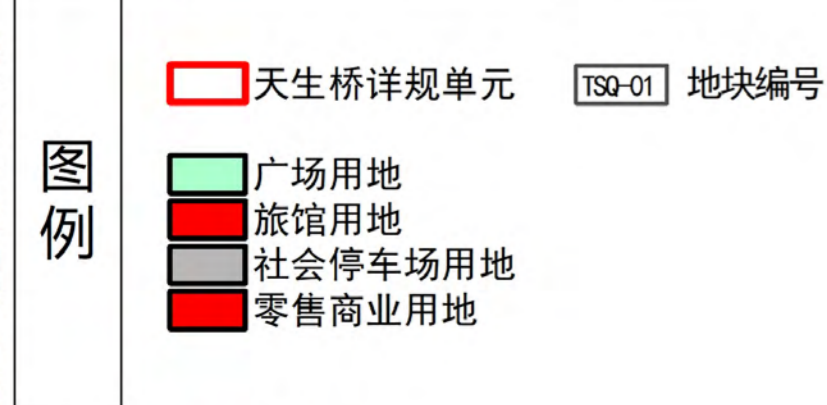 图例
天生桥详规单元 TSQ-01 地块编号
广场用地
旅馆用地
社会停车场用地
零售商业用地